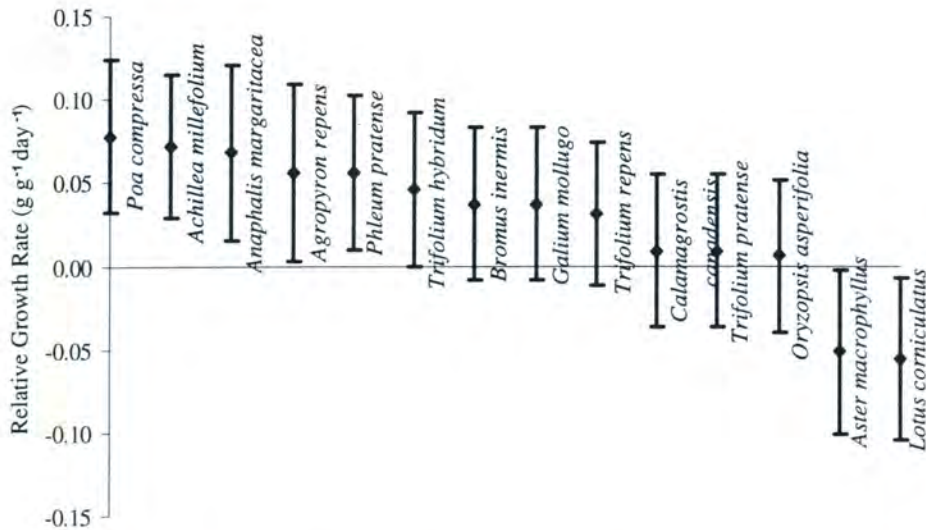 0.15
0.10
0.05
0.00
-0.05
-0.10
-0.15
Relative Growth Rate (g g⁻¹ day⁻¹)
Poa compressa
Achillea millefolium
Anaphalis margaritacea
Agropyron repens
Phleum pratense
Trifolium hybridum
Bromus inermis
Galium mollugo
Trifolium repens
Calamagrostis
canadensis
Trifolium pratense
Oryzopsis asperifolia
Aster macrophyllus
Lotus corniculatus